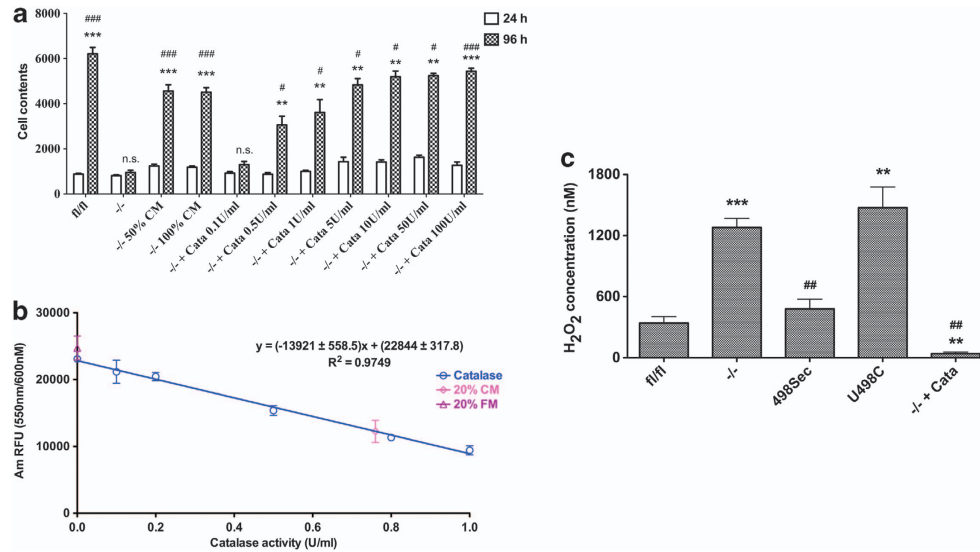 a
24 h
96 h
Cell contents
8000
6000
4000
2000
0
###
***
n.s.
###
***
###
***
n.s.
#
**
#
**
#
**
#
**
#
**
###
***
fl/fl
-/-
-/- 50% CM
-/- 100% CM
-/- + Cata 0.1U/ml
-/- + Cata 0.5U/ml
-/- + Cata 1U/ml
-/- + Cata 5U/ml
-/- + Cata 10U/ml
-/- + Cata 50U/ml
-/- + Cata 100U/ml
b
Am RFU (550nm/600nM)
30000
20000
10000
0
y = (-13921 ± 558.5)x + (22844 ± 317.8)
R² = 0.9749
Catalase
20% CM
20% FM
0.0 0.2 0.4 0.6 0.8 1.0
Catalase activity (U/ml)
c
H₂O₂ concentration (nM)
1800
1200
600
0
***
##
**
##
**
fl/fl
-/-
498Sec
U498C
-/- + Cata